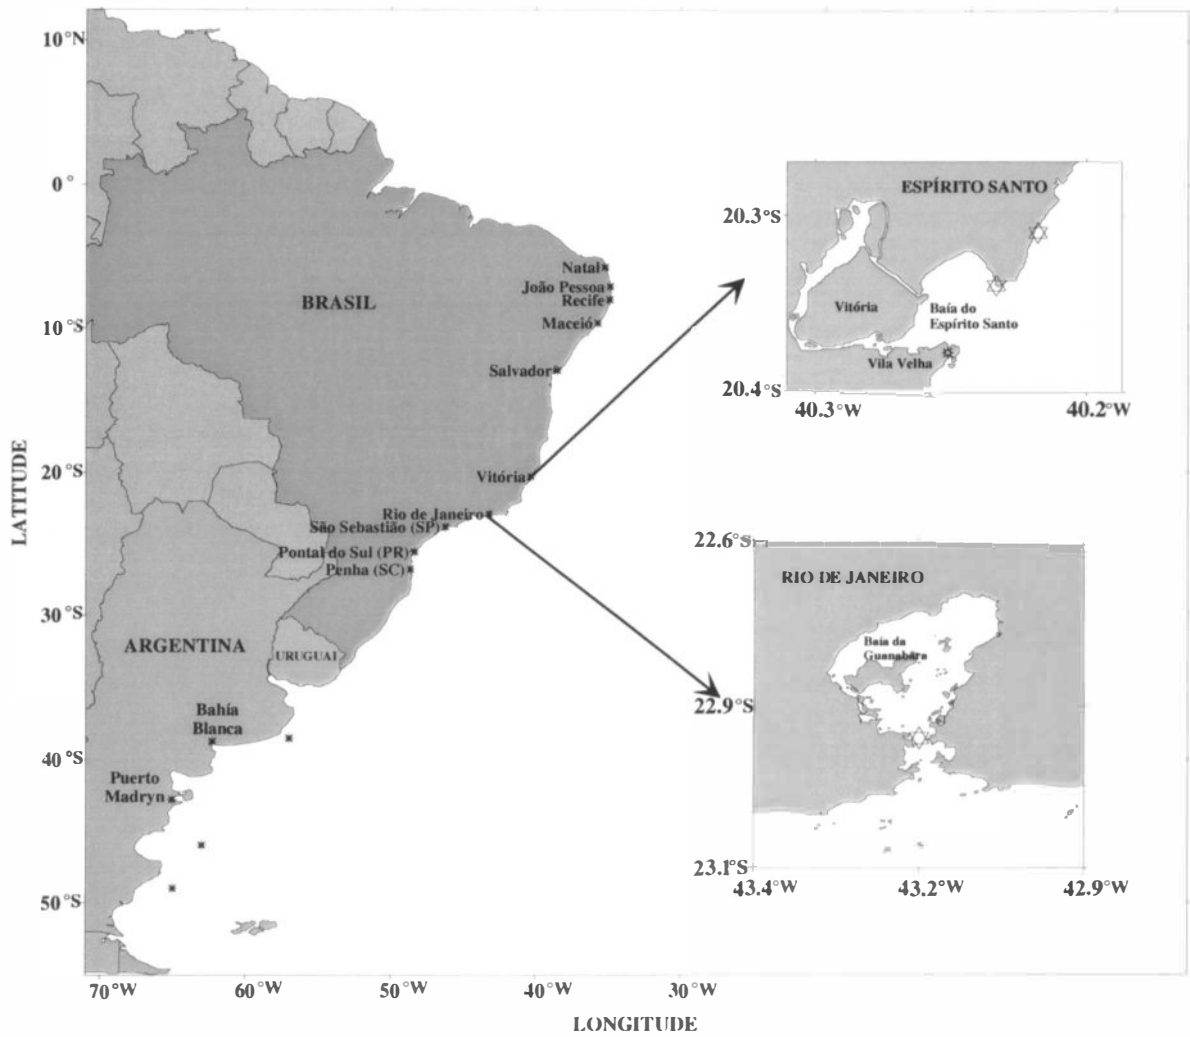 10°N
0°
10°S
20°S
30°S
40°S
50°S
LATITUDE
70°W
60°W
50°W
40°W
30°W
LONGITUDE
BRASIL
Natal
João Pessoa
Recife
Maceió
Salvador
Vitória
Rio de Janeiro
São Sebastião (SP)
Pontal do Sul (PR)
Penha (SC)
ARGENTINA
URUGUAI
Bahía
Blanca
Puerto
Madryn
ESPÍRITO SANTO
20.3°S
20.4°S
40.3°W
40.2°W
Vitória
Baía do
Espírito Santo
Vila Velha
RIO DE JANEIRO
22.6°S
22.9°S
23.1°S
43.4°W
43.2°W
42.9°W
Baía da
Guanabára